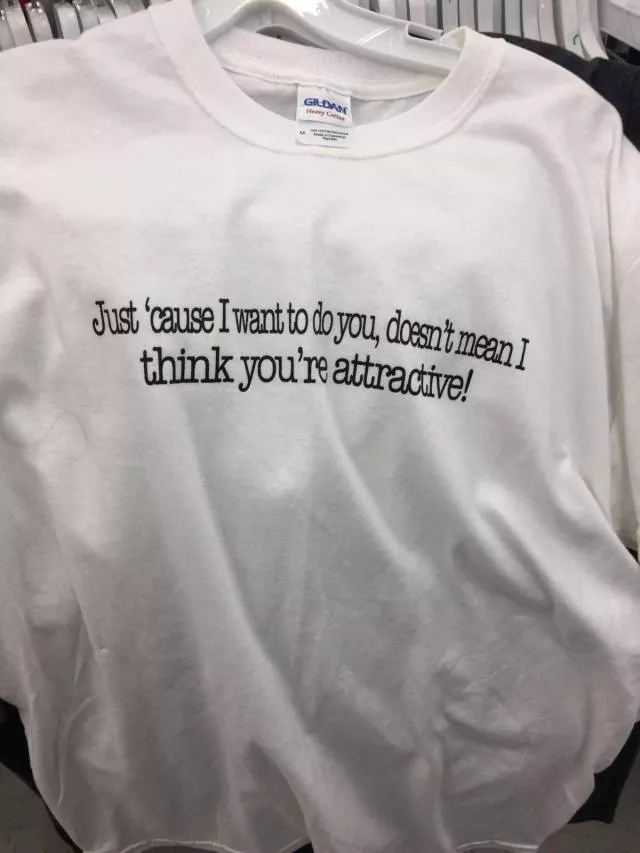 GILDAN
Heavy Cotton
M
Just ‘cause I want to do you, doesn’t mean I
think you’re attractive!